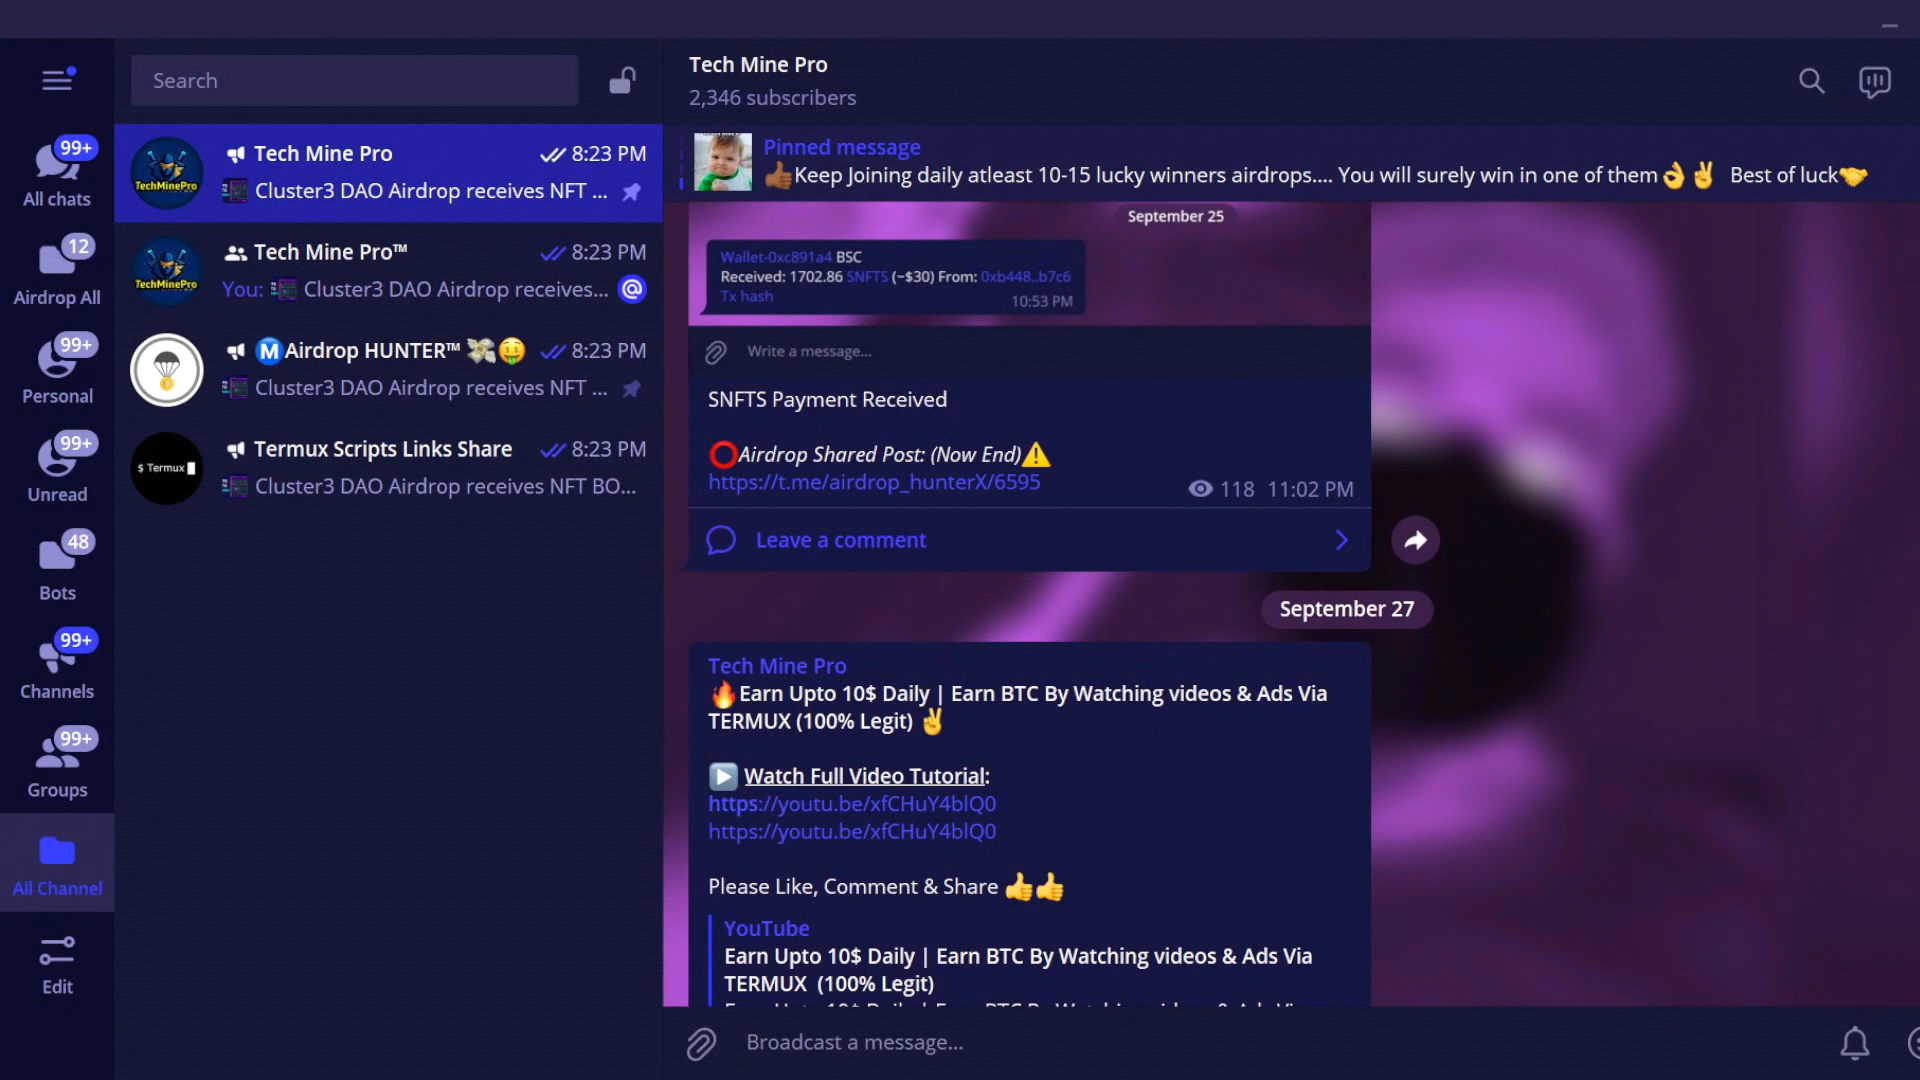 Search
99+
All chats
12
Airdrop All
99+
Personal
99+
Unread
48
Bots
99+
Channels
99+
Groups
All Channel
Edit
TechMinePro
Tech Mine Pro
8:23 PM
Cluster3 DAO Airdrop receives NFT ...
TechMinePro
Tech Mine Pro™
8:23 PM
You: Cluster3 DAO Airdrop receives...
ⓂAirdrop HUNTER™ 💸🤑
8:23 PM
Cluster3 DAO Airdrop receives NFT ...
$ Termux
Termux Scripts Links Share
8:23 PM
Cluster3 DAO Airdrop receives NFT BO...
Tech Mine Pro
2,346 subscribers
Pinned message
👍🏾Keep Joining daily atleast 10-15 lucky winners airdrops.... You will surely win in one of them👌✌ Best of luck🤝
September 25
Wallet-0xc891a4 BSC
Received: 1702.86 SNFTS (~$30) From: 0xb448..b7c6
Tx hash
10:53 PM
Write a message...
SNFTS Payment Received
⭕Airdrop Shared Post: (Now End)⚠
https://t.me/airdrop_hunterX/6595
118 11:02 PM
Leave a comment
September 27
Tech Mine Pro
🔥Earn Upto 10$ Daily | Earn BTC By Watching videos & Ads Via
TERMUX (100% Legit) ✌
▶ Watch Full Video Tutorial:
https://youtu.be/xfCHuY4blQ0
https://youtu.be/xfCHuY4blQ0
Please Like, Comment & Share 👍👍
YouTube
Earn Upto 10$ Daily | Earn BTC By Watching videos & Ads Via
TERMUX (100% Legit)
Broadcast a message...